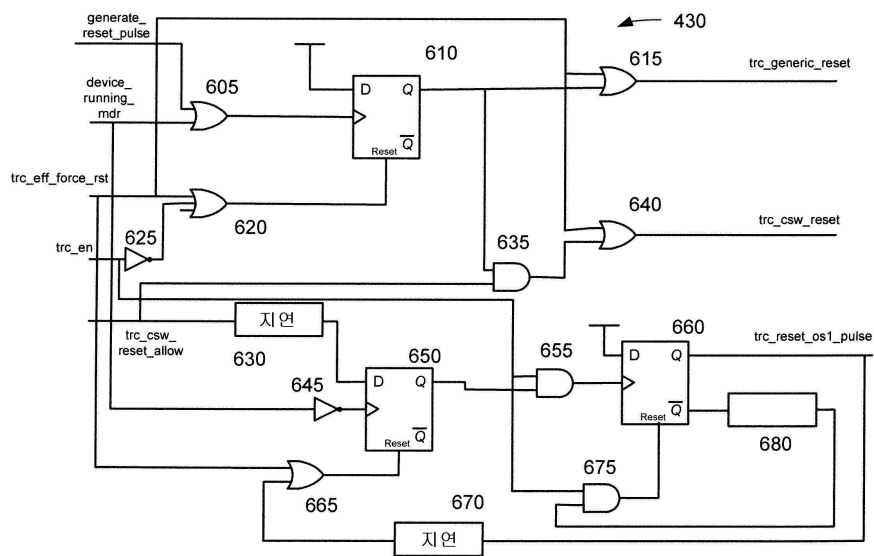 430
generate_
reset_pulse
610
615
trc_generic_reset
device_
running_
mdr
605
D
Q
Q
Reset
trc_eff_force_rst
620
640
trc_csw_reset
trc_en
625
635
지연
trc_csw_
reset_allow
630
650
655
660
trc_reset_os1_pulse
D
Q
645
D
Q
Q
Reset
Q
Reset
680
675
665
670
지연